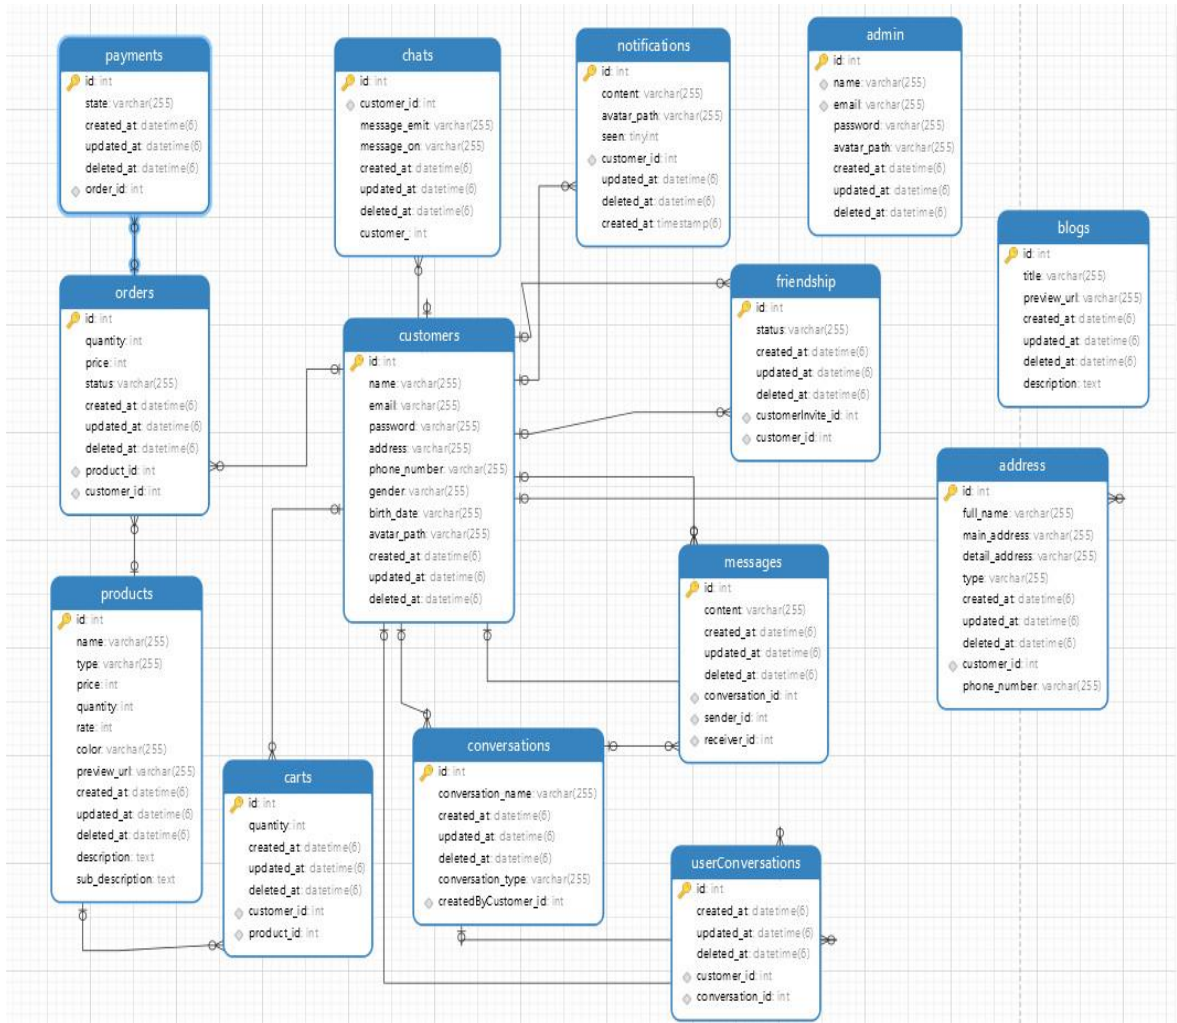 payments
id: int
state: varchar(255)
created_at: datetime(6)
updated_at: datetime(6)
deleted_at: datetime(6)
order_id: int
chats
id: int
customer_id: int
message_emit: varchar(255)
message_on: varchar(255)
created_at: datetime(6)
updated_at: datetime(6)
deleted_at: datetime(6)
customer_: int
notifications
id: int
content: varchar(255)
avatar_path: varchar(255)
seen: tinyint
customer_id: int
updated_at: datetime(6)
deleted_at: datetime(6)
created_at: timestamp(6)
admin
id: int
name: varchar(255)
email: varchar(255)
password: varchar(255)
avatar_path: varchar(255)
created_at: datetime(6)
updated_at: datetime(6)
deleted_at: datetime(6)
blogs
id: int
title: varchar(255)
preview_url: varchar(255)
created_at: datetime(6)
updated_at: datetime(6)
deleted_at: datetime(6)
description: text
orders
id: int
quantity: int
price: int
status: varchar(255)
created_at: datetime(6)
updated_at: datetime(6)
deleted_at: datetime(6)
product_id: int
customer_id: int
customers
id: int
name: varchar(255)
email: varchar(255)
password: varchar(255)
address: varchar(255)
phone_number: varchar(255)
gender: varchar(255)
birth_date: varchar(255)
avatar_path: varchar(255)
created_at: datetime(6)
updated_at: datetime(6)
deleted_at: datetime(6)
friendship
id: int
status: varchar(255)
created_at: datetime(6)
updated_at: datetime(6)
deleted_at: datetime(6)
customerInvite_id: int
customer_id: int
address
id: int
full_name: varchar(255)
main_address: varchar(255)
detail_address: varchar(255)
type: varchar(255)
created_at: datetime(6)
updated_at: datetime(6)
deleted_at: datetime(6)
customer_id: int
phone_number: varchar(255)
products
id: int
name: varchar(255)
type: varchar(255)
price: int
quantity: int
rate: int
color: varchar(255)
preview_url: varchar(255)
created_at: datetime(6)
updated_at: datetime(6)
deleted_at: datetime(6)
description: text
sub_description: text
messages
id: int
content: varchar(255)
created_at: datetime(6)
updated_at: datetime(6)
deleted_at: datetime(6)
conversation_id: int
sender_id: int
receiver_id: int
carts
id: int
quantity: int
created_at: datetime(6)
updated_at: datetime(6)
deleted_at: datetime(6)
customer_id: int
product_id: int
conversations
id: int
conversation_name: varchar(255)
created_at: datetime(6)
updated_at: datetime(6)
deleted_at: datetime(6)
conversation_type: varchar(255)
createdByCustomer_id: int
userConversations
id: int
created_at: datetime(6)
updated_at: datetime(6)
deleted_at: datetime(6)
customer_id: int
conversation_id: int